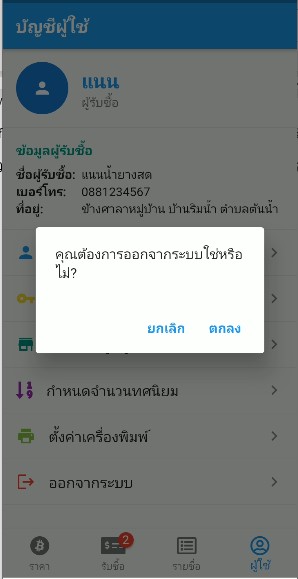 บัญชีผู้ใช้
แนน
ผู้รับซื้อ
ข้อมูลผู้รับซื้อ
ชื่อผู้รับซื้อ: แนนน้ำยางสด
เบอร์โทร: 0881234567
ที่อยู่: ข้างศาลาหมู่บ้าน บ้านริมน้ำ ตำบลต้นน้ำ
คุณต้องการออกจากระบบใช่หรือ
ไม่?
ยกเลิก ตกลง
กำหนดจำนวนทศนิยม
ตั้งค่าเครื่องพิมพ์
ออกจากระบบ
2
ราคา รับซื้อ รายชื่อ ผู้ใช้